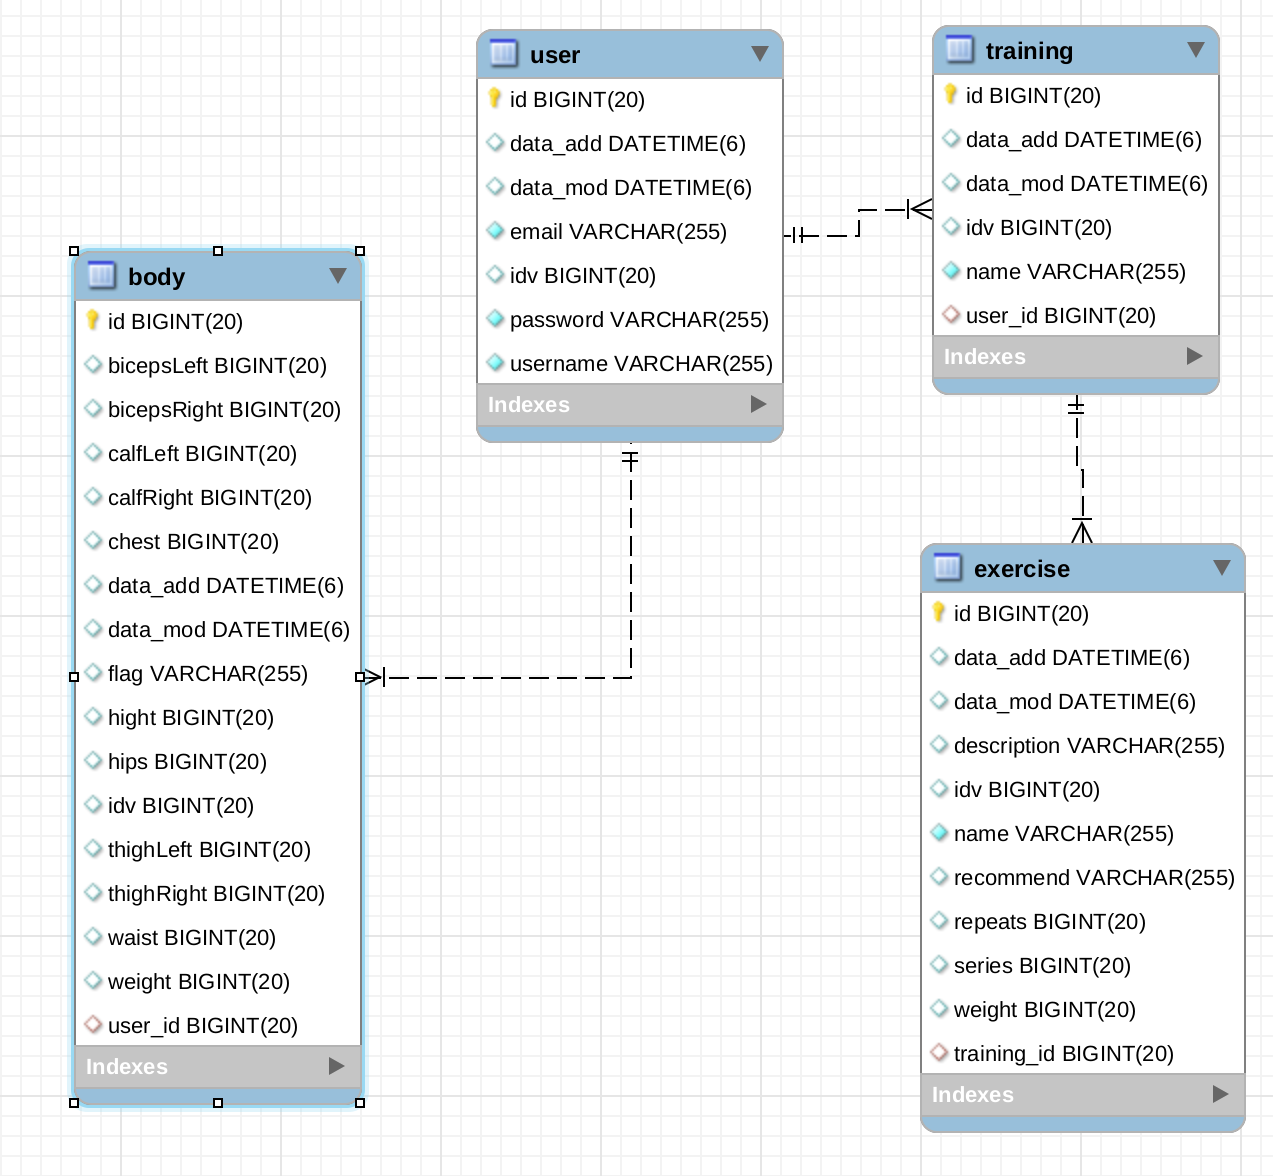 user
id BIGINT(20)
data_add DATETIME(6)
data_mod DATETIME(6)
email VARCHAR(255)
idv BIGINT(20)
password VARCHAR(255)
username VARCHAR(255)
Indexes
training
id BIGINT(20)
data_add DATETIME(6)
data_mod DATETIME(6)
idv BIGINT(20)
name VARCHAR(255)
user_id BIGINT(20)
Indexes
body
id BIGINT(20)
bicepsLeft BIGINT(20)
bicepsRight BIGINT(20)
calfLeft BIGINT(20)
calfRight BIGINT(20)
chest BIGINT(20)
data_add DATETIME(6)
data_mod DATETIME(6)
flag VARCHAR(255)
hight BIGINT(20)
hips BIGINT(20)
idv BIGINT(20)
thighLeft BIGINT(20)
thighRight BIGINT(20)
waist BIGINT(20)
weight BIGINT(20)
user_id BIGINT(20)
Indexes
exercise
id BIGINT(20)
data_add DATETIME(6)
data_mod DATETIME(6)
description VARCHAR(255)
idv BIGINT(20)
name VARCHAR(255)
recommend VARCHAR(255)
repeats BIGINT(20)
series BIGINT(20)
weight BIGINT(20)
training_id BIGINT(20)
Indexes